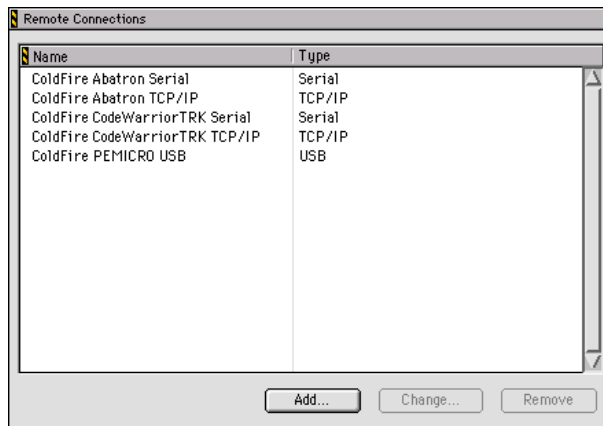 Remote Connections
Name Type
ColdFire Abatron Serial Serial
ColdFire Abatron TCP/IP TCP/IP
ColdFire CodeWarriorTRK Serial Serial
ColdFire CodeWarriorTRK TCP/IP TCP/IP
ColdFire PEMICRO USB USB
Add... Change... Remove